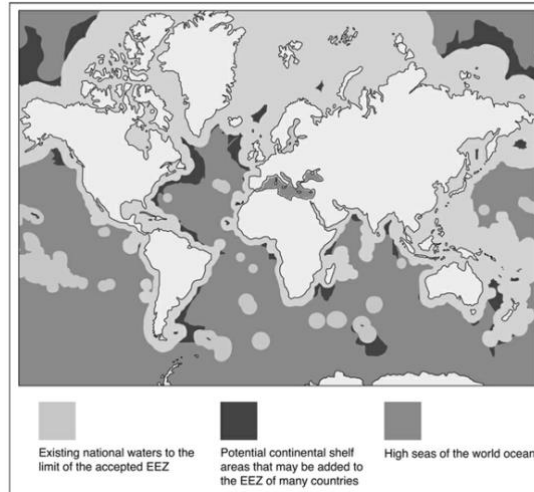 Existing national waters to the
limit of the accepted EEZ
Potential continental shelf
areas that may be added to
the EEZ of many countries
High seas of the world ocean